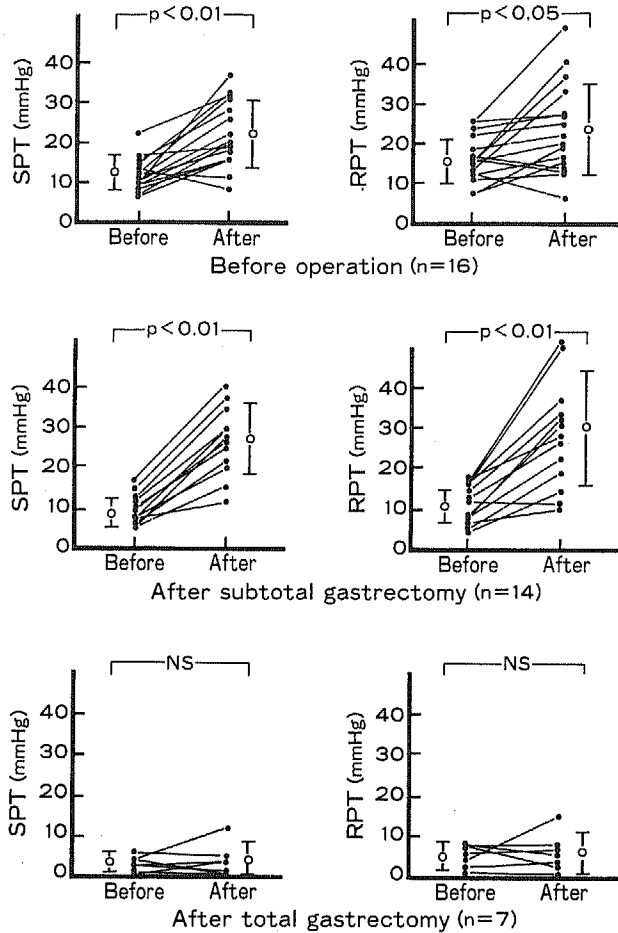 p<0.01
p<0.05
SPT (mmHg)
40
30
20
10
0
Before After
.RPT (mmHg)
40
30
20
10
0
Before After
Before operation (n=16)
p<0.01
p<0.01
SPT (mmHg)
40
30
20
10
0
Before After
RPT (mmHg)
40
30
20
10
0
Before After
After subtotal gastrectomy (n=14)
NS
NS
SPT (mmHg)
40
30
20
10
0
Before After
RPT (mmHg)
40
30
20
10
0
Before After
After total gastrectomy (n=7)